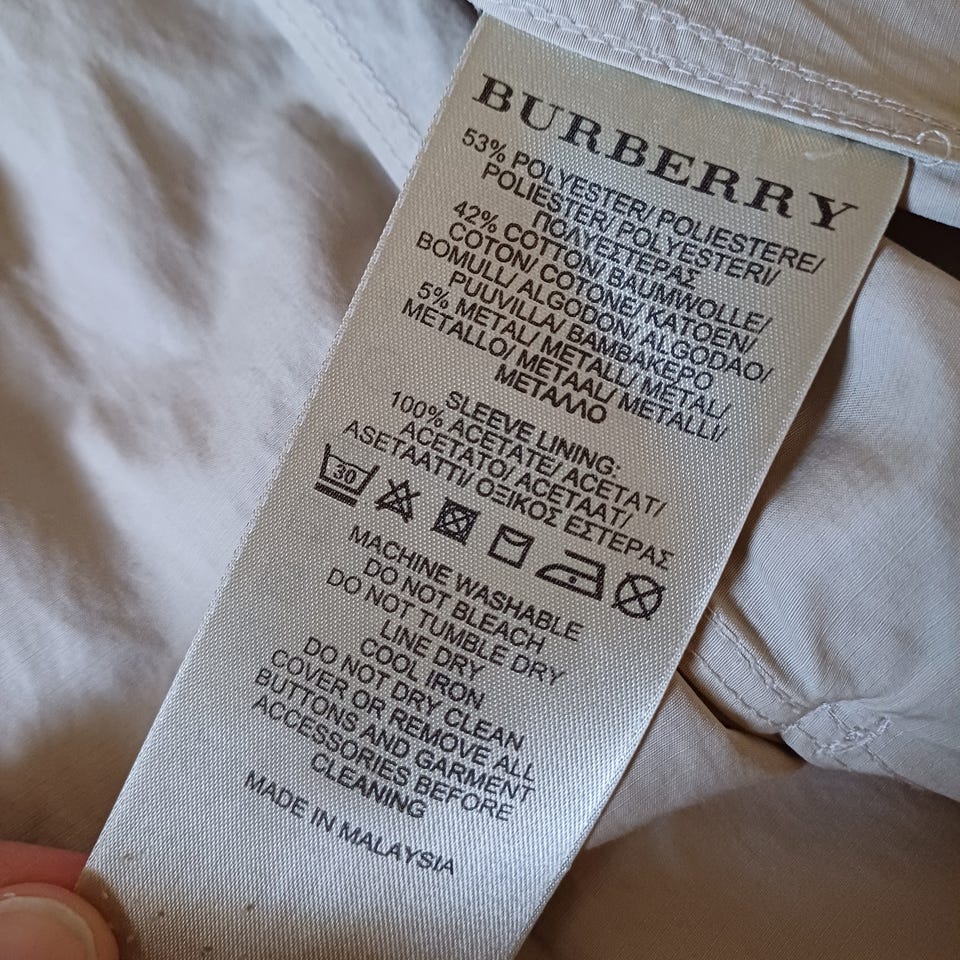 BURBERRY
53% POLYESTER/ POLIESTERE/
POLIESTER/ POLYESTERI/
ΠΟΛΥΕΣΤΕΡΑΣ
42% COTTON/ BAUMWOLLE/
COTON/ COTONE/ KATOEN/
BOMULL/ ALGODON/ ALGODAO/
PUUVILLA/ BAMBAKEPO
5% METAL/ METALL/ METAL/
METALLO/ METAAL/ METALLI/
ΜΕΤΑΛΛΟ
SLEEVE LINING:
100% ACETATE/ ACETAT/
ACETATO/ ACETAAT/
ASETAATTI/ ΟΞΙΚΟΣ ΕΣΤΕΡΑΣ
30
MACHINE WASHABLE
DO NOT BLEACH
DO NOT TUMBLE DRY
LINE DRY
COOL IRON
DO NOT DRY CLEAN
COVER OR REMOVE ALL
BUTTONS AND GARMENT
ACCESSORIES BEFORE
CLEANING
MADE IN MALAYSIA